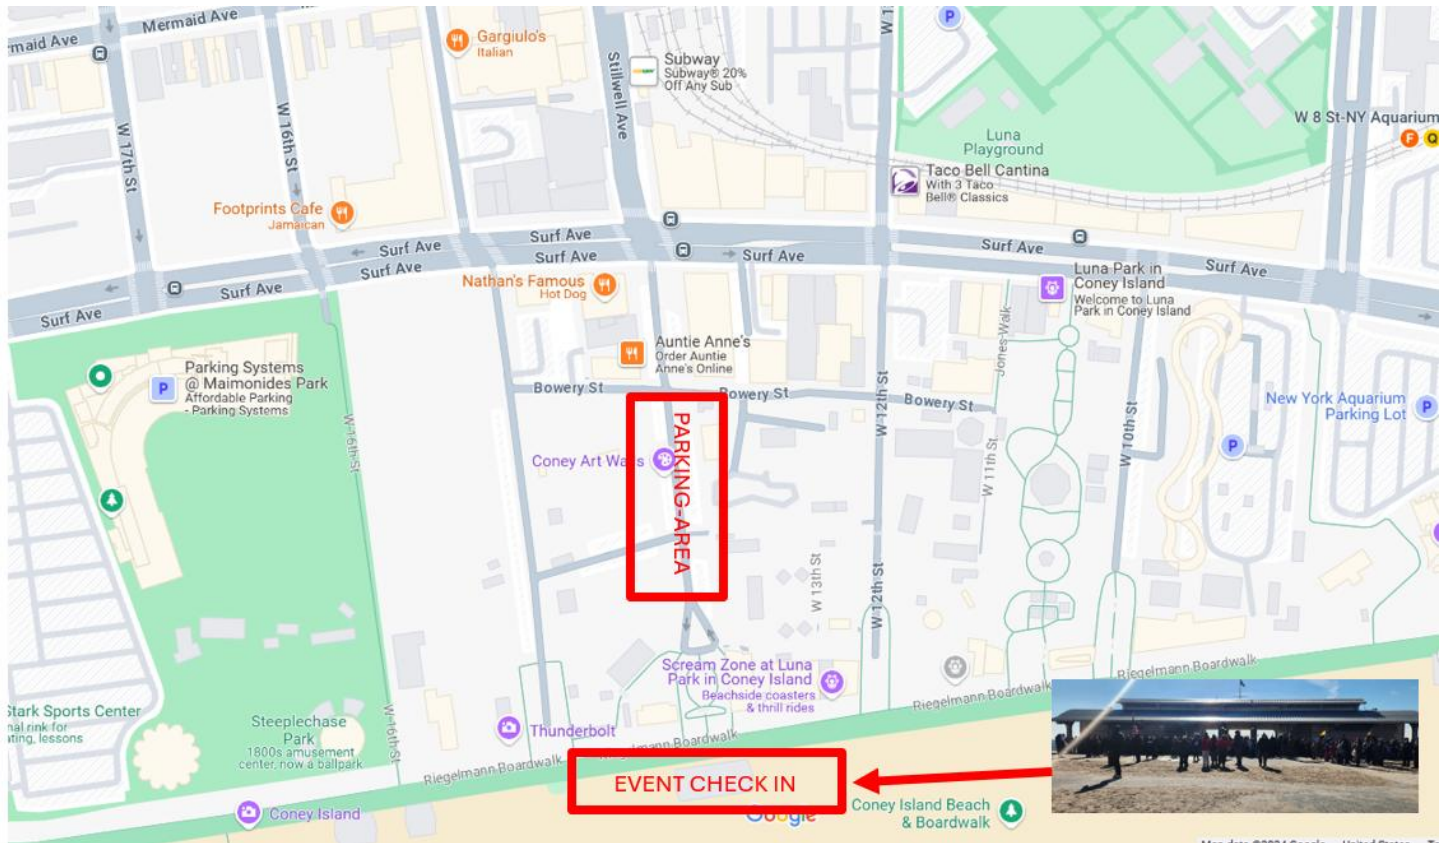 Mermaid Ave
rmaid Ave
Gargiulo's
Italian
Stillwell Ave
Subway
Subway® 20%
Off Any Sub
W 1
P
W 17th St
W 16th St
Luna
Playground
W 8 St-NY Aquarium
F Q
Taco Bell Cantina
With 3 Taco
Bell® Classics
Footprints Cafe
Jamaican
Surf Ave
Surf Ave
Surf Ave
Surf Ave
Surf Ave
Surf Ave
Surf Ave
Surf Ave
Surf Ave
Nathan's Famous
Hot Dog
Luna Park in
Coney Island
Welcome to Luna
Park in Coney Island
Auntie Anne's
Order Auntie
Anne's Online
Jones Walk
Parking Systems
@ Maimonides Park
Affordable Parking
- Parking Systems
P
Bowery St
Bowery St
Bowery St
W 12th St
W 10th St
New York Aquarium
Parking Lot
P
P
W 16th St
PARKING-AREA
Coney Art Walls
W 11th St
W 13th St
W 12th St
Scream Zone at Luna
Park in Coney Island
Beachside coasters
& thrill rides
Riegelmann Boardwalk
Riegelmann Boardwalk
Stark Sports Center
nal rink for
ating, lessons
Steeplechase
Park
1800s amusement
center, now a ballpark
W 16th St
Thunderbolt
Riegelmann Boardwalk
mann Boardwalk
EVENT CHECK IN
Google
Coney Island
Coney Island Beach
& Boardwalk